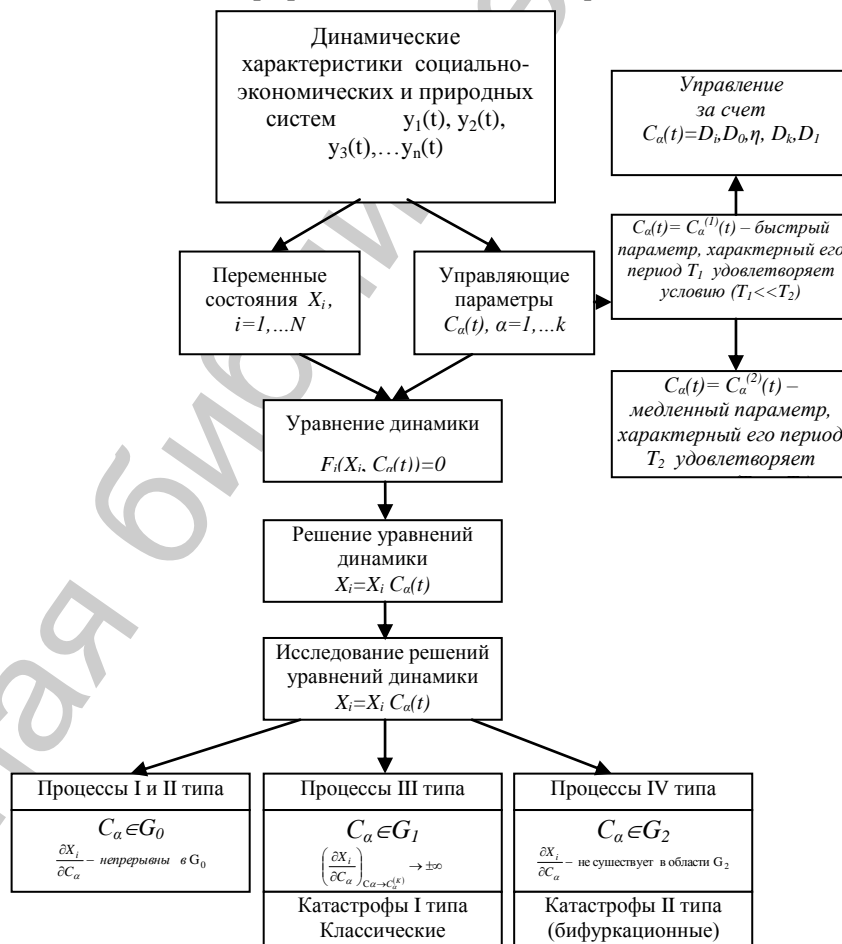 Динамические
характеристики социально-
экономических и природных
систем y₁(t), y₂(t),
y₃(t),…yₙ(t)
Управление
за счет
Cα(t)=Dᵢ,D₀,η, Dₖ,D₁
Cα(t)= Cα⁽¹⁾(t) – быстрый
параметр, характерный его
период T₁ удовлетворяет
условию (T₁<<T₂)
Переменные
состояния Xᵢ,
i=1,...N
Управляющие
параметры
Cα(t), α=1,...k
Cα(t)= Cα⁽²⁾(t) –
медленный параметр,
характерный его период
T₂ удовлетворяет
Уравнение динамики
Fᵢ(Xᵢ, Cα(t))=0
Решение уравнений
динамики
Xᵢ=Xᵢ Cα(t)
Исследование решений
уравнений динамики
Xᵢ=Xᵢ Cα(t)
Процессы I и II типа
Cα∈G₀
∂Xᵢ/∂Cα – непрерывны в G₀
Процессы III типа
Cα∈G₁
(∂Xᵢ/∂Cα)Cα→Cα⁽ᴷ⁾ → ±∞
Катастрофы I типа
Классические
Процессы IV типа
Cα∈G₂
∂Xᵢ/∂Cα – не существует в области G₂
Катастрофы II типа
(бифуркационные)